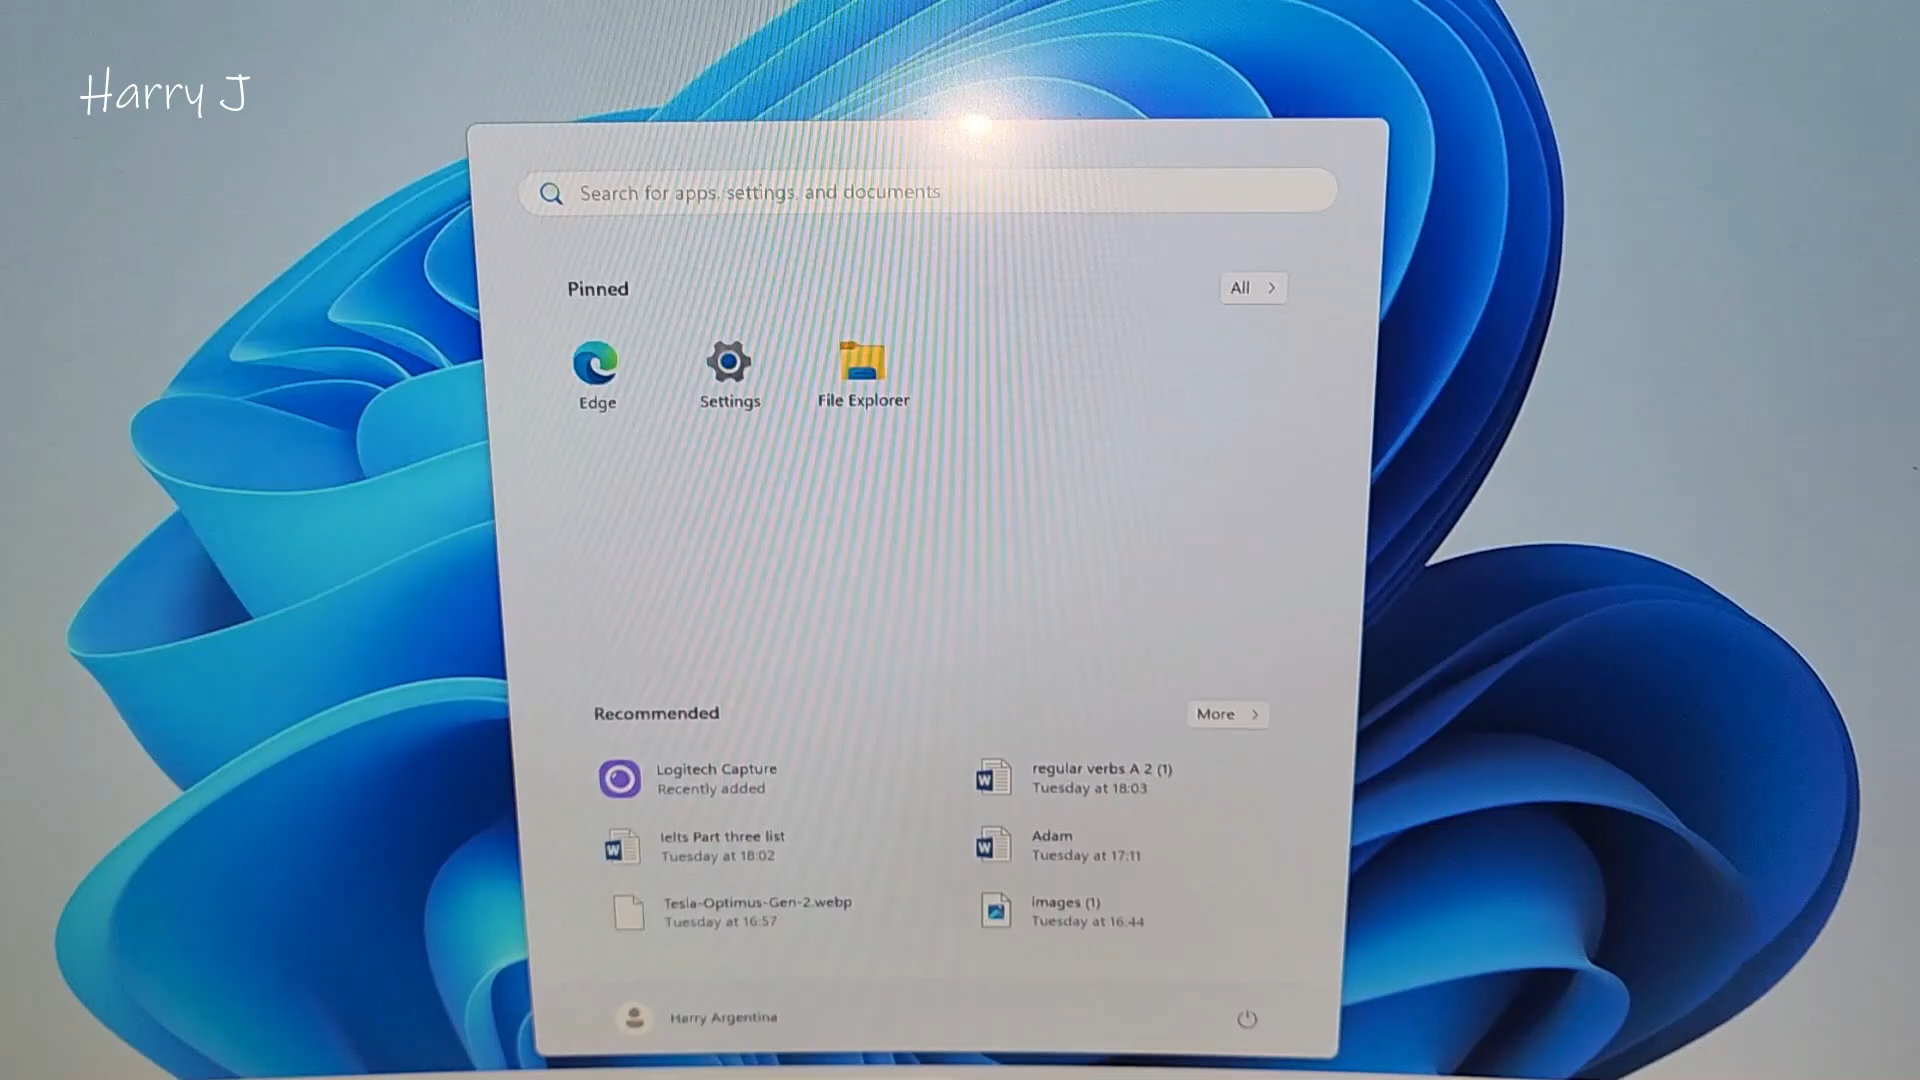 Harry J
Search for apps, settings, and documents
Pinned
All
Edge
Settings
File Explorer
Recommended
More
Logitech Capture
Recently added
regular verbs A 2 (1)
Tuesday at 18:03
Ielts Part three list
Tuesday at 18:02
Adam
Tuesday at 17:11
Tesla-Optimus-Gen-2.webp
Tuesday at 16:57
images (1)
Tuesday at 16:44
Harry Argentina